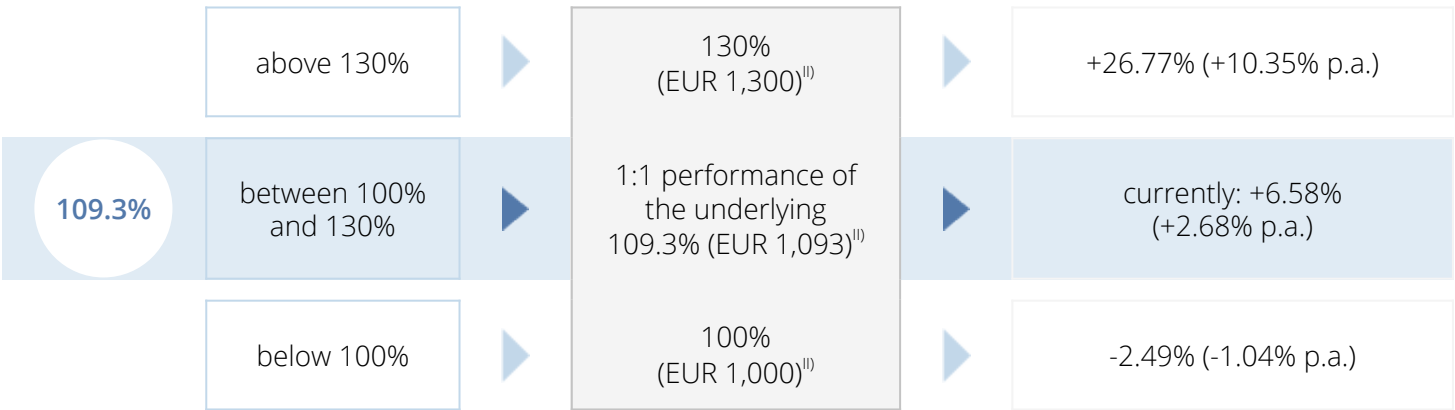 above 130%
130%
(EUR 1,300)II)
+26.77% (+10.35% p.a.)
109.3%
between 100%
and 130%
1:1 performance of
the underlying
109.3% (EUR 1,093)II)
currently: +6.58%
(+2.68% p.a.)
below 100%
100%
(EUR 1,000)II)
-2.49% (-1.04% p.a.)